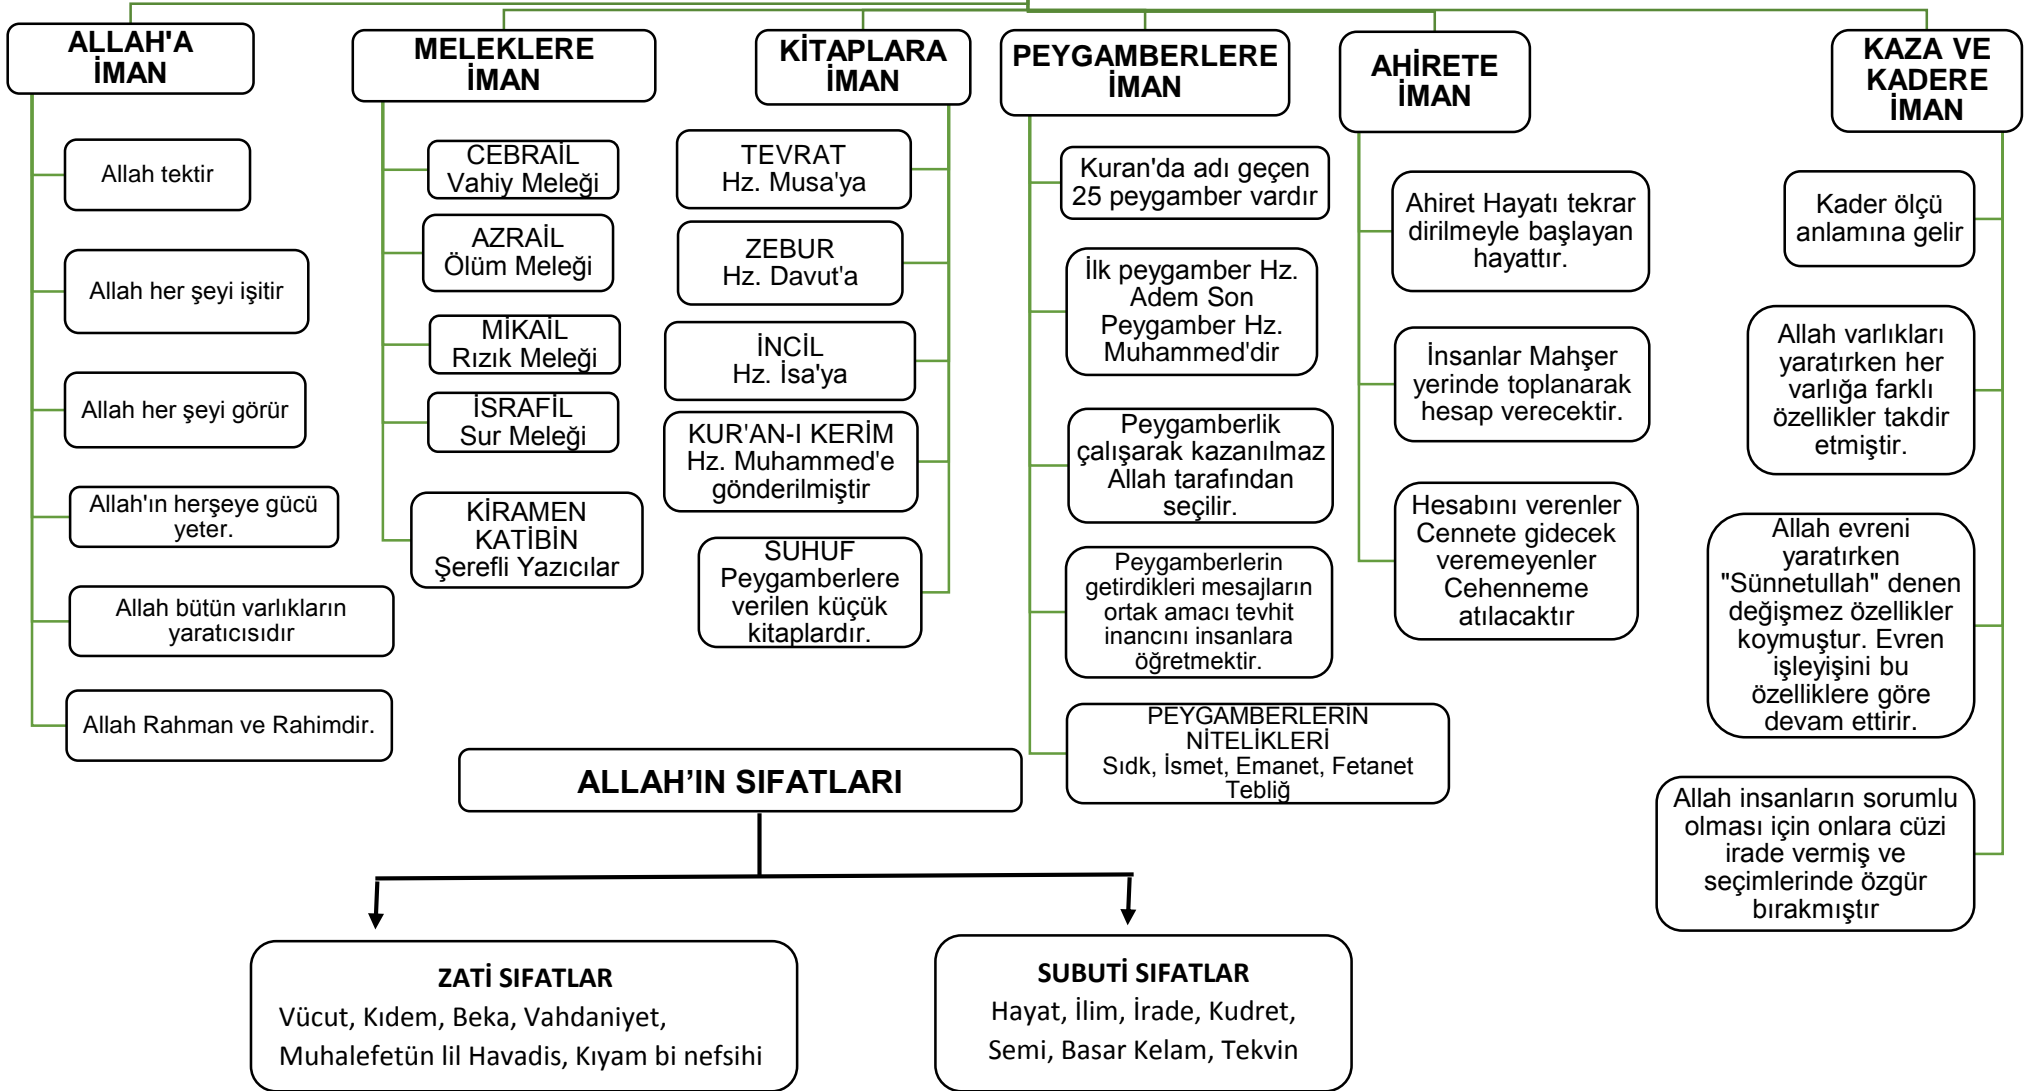 ALLAH'A
İMAN
Allah tektir
Allah her şeyi işitir
Allah her şeyi görür
Allah'ın herşeye gücü
yeter.
Allah bütün varlıkların
yaratıcısıdır
Allah Rahman ve Rahimdir.
MELEKLERE
İMAN
CEBRAİL
Vahiy Meleği
AZRAİL
Ölüm Meleği
MİKAİL
Rızık Meleği
İSRAFİL
Sur Meleği
KİRAMEN
KATİBİN
Şerefli Yazıcılar
KİTAPLARA
İMAN
TEVRAT
Hz. Musa'ya
ZEBUR
Hz. Davut'a
İNCİL
Hz. İsa'ya
KUR'AN-I KERİM
Hz. Muhammed'e
gönderilmiştir
SUHUF
Peygamberlere
verilen küçük
kitaplardır.
PEYGAMBERLERE
İMAN
Kuran'da adı geçen
25 peygamber vardır
İlk peygamber Hz.
Adem Son
Peygamber Hz.
Muhammed'dir
Peygamberlik
çalışarak kazanılmaz
Allah tarafından
seçilir.
Peygamberlerin
getirdikleri mesajların
ortak amacı tevhit
inancını insanlara
öğretmektir.
PEYGAMBERLERİN
NİTELİKLERİ
Sıdk, İsmet, Emanet, Fetanet
Tebliğ
AHİRETE
İMAN
Ahiret Hayatı tekrar
dirilmeyle başlayan
hayattır.
İnsanlar Mahşer
yerinde toplanarak
hesap verecektir.
Hesabını verenler
Cennete gidecek
veremeyenler
Cehenneme
atılacaktır
KAZA VE
KADERE
İMAN
Kader ölçü
anlamına gelir
Allah varlıkları
yaratırken her
varlığa farklı
özellikler takdir
etmiştir.
Allah evreni
yaratırken
"Sünnetullah" denen
değişmez özellikler
koymuştur. Evren
işleyişini bu
özelliklere göre
devam ettirir.
Allah insanların sorumlu
olması için onlara cüzi
irade vermiş ve
seçimlerinde özgür
bırakmıştır
ALLAH’IN SIFATLARI
ZATİ SIFATLAR
Vücut, Kıdem, Beka, Vahdaniyet,
Muhalefetün lil Havadis, Kıyam bi nefsihi
SUBUTİ SIFATLAR
Hayat, İlim, İrade, Kudret,
Semi, Basar Kelam, Tekvin